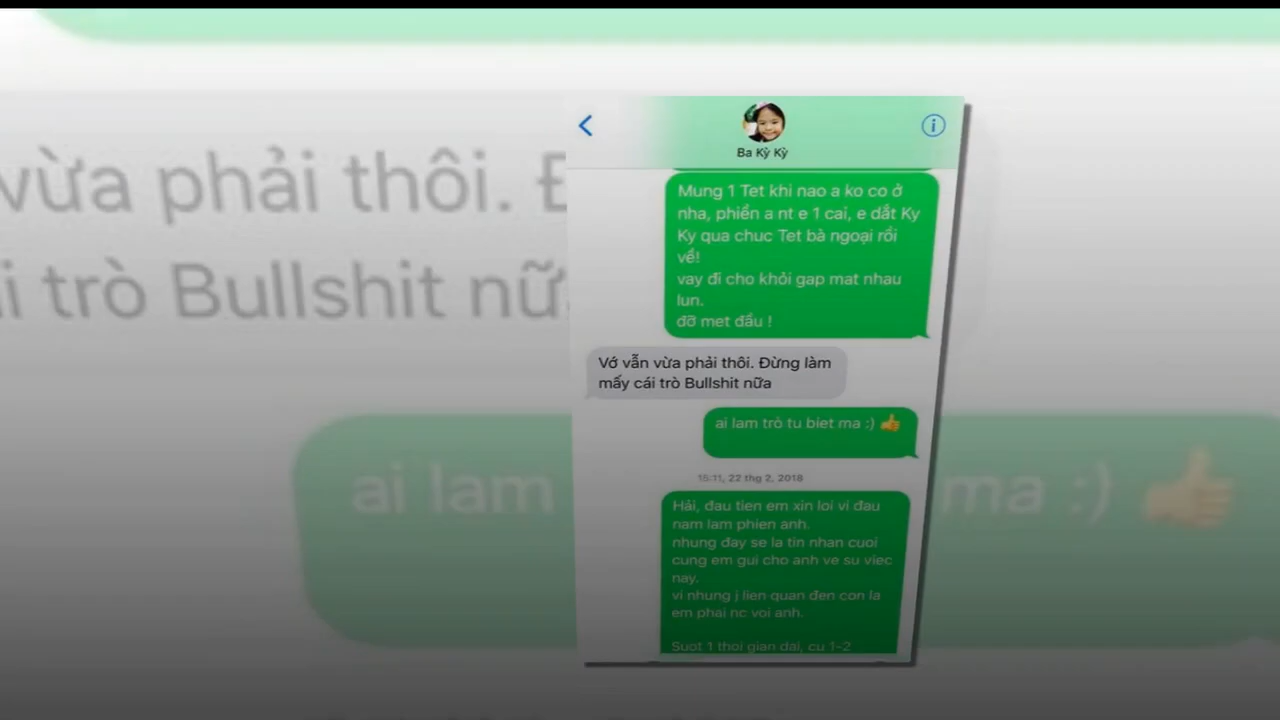 vừa phải thôi. Đ
i trò Bullshit nữ
ai lam
ma :) 👍
Ba Kỳ Kỳ
Mung 1 Tet khi nao a ko co ở
nha, phiền a nt e 1 cai, e dắt Ky
Ky qua chuc Tet bà ngoại rồi
về!
vay đi cho khỏi gap mat nhau
lun.
đỡ met đầu !
Vớ vẩn vừa phải thôi. Đừng làm
mấy cái trò Bullshit nữa
ai lam trò tu biet ma :) 👍
15:11, 22 thg 2, 2018
Hải, đau tien em xin loi vi đau
nam lam phien anh.
nhung đay se la tin nhan cuoi
cung em gui cho anh ve su viec
nay.
vi nhung j lien quan đen con la
em phai nc voi anh.
Suot 1 thoi gian dai, cu 1-2